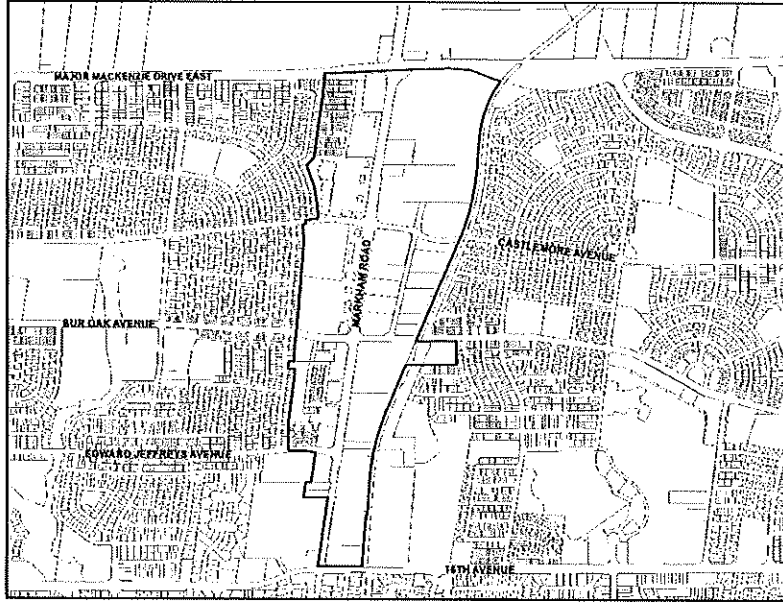 MAJOR MACKENZIE DRIVE EAST
CASTLEMORE AVENUE
MARKHAM ROAD
BUR OAK AVENUE
EDWARD JEFFREYS AVENUE
16TH AVENUE